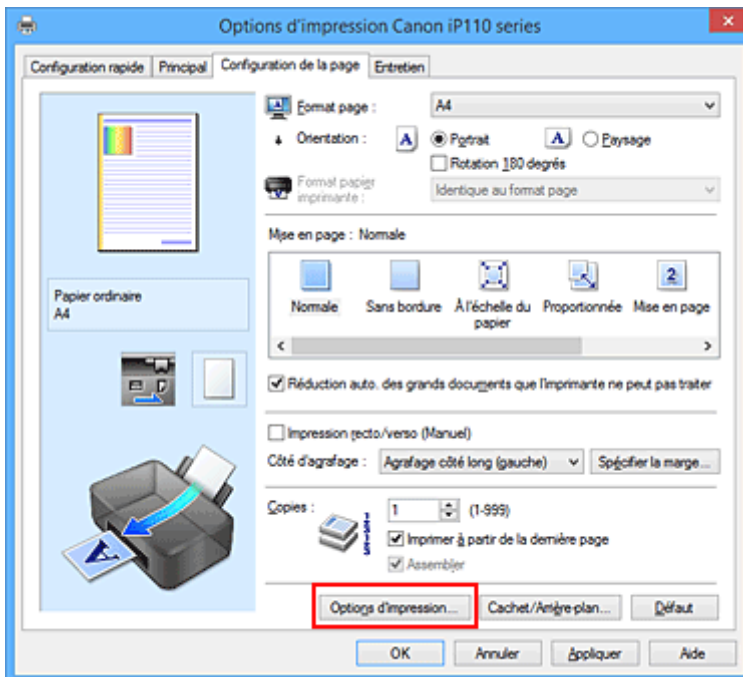 Options d'impression Canon iP110 series
Configuration rapide Principal Configuration de la page Entretien
Format page : A4
Orientation : A Portrait A Paysage
Rotation 180 degrés
Format papier imprimante : Identique au format page
Mise en page : Normale
2
Normale Sans bordure À l'échelle du papier Proportionnée Mise en page
Papier ordinaire
A4
Réduction auto. des grands documents que l'imprimante ne peut pas traiter
Impression recto/verso (Manuel)
Côté d'agrafage : Agrafage côté long (gauche) Spécifier la marge...
Copies : 1 (1-999)
Imprimer à partir de la dernière page
Assembler
A
Options d'impression... Cachet/Arrière-plan... Défaut
OK Annuler Appliquer Aide